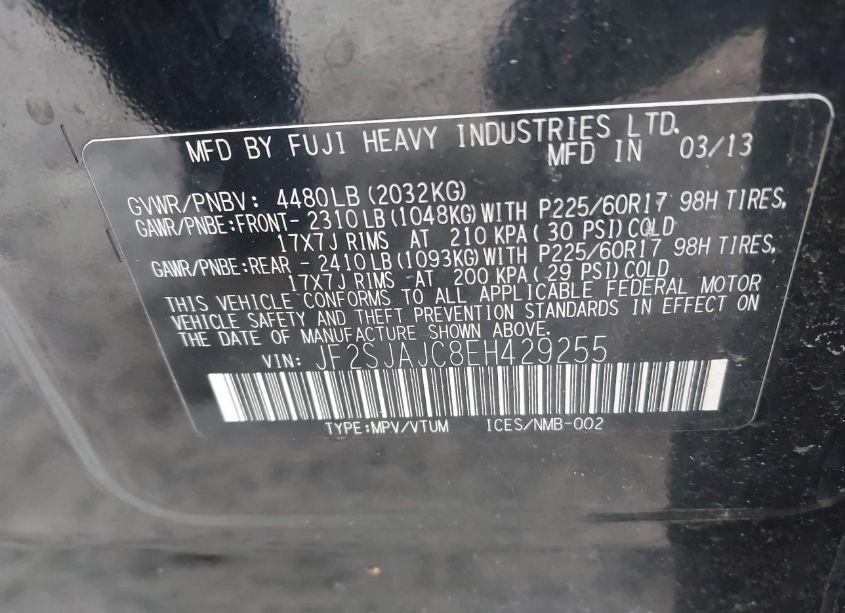 MFD BY FUJI HEAVY INDUSTRIES LTD.
MFD IN 03/13
GVWR/PNBV: 4480LB(2032KG)
GAWR/PNBE:FRONT-2310LB(1048KG)WITH P225/60R17 98H TIRES,
17X7J RIMS AT 210 KPA(30 PSI)COLD
GAWR/PNBE:REAR -2410LB(1093KG)WITH P225/60R17 98H TIRES,
17X7J RIMS AT 200 KPA(29 PSI)COLD
THIS VEHICLE CONFORMS TO ALL APPLICABLE FEDERAL MOTOR
VEHICLE SAFETY AND THEFT PREVENTION STANDARDS IN EFFECT ON
THE DATE OF MANUFACTURE SHOWN ABOVE.
VIN: JF2SJAJC8EH429255
TYPE:MPV/VTUM ICES/NMB-002